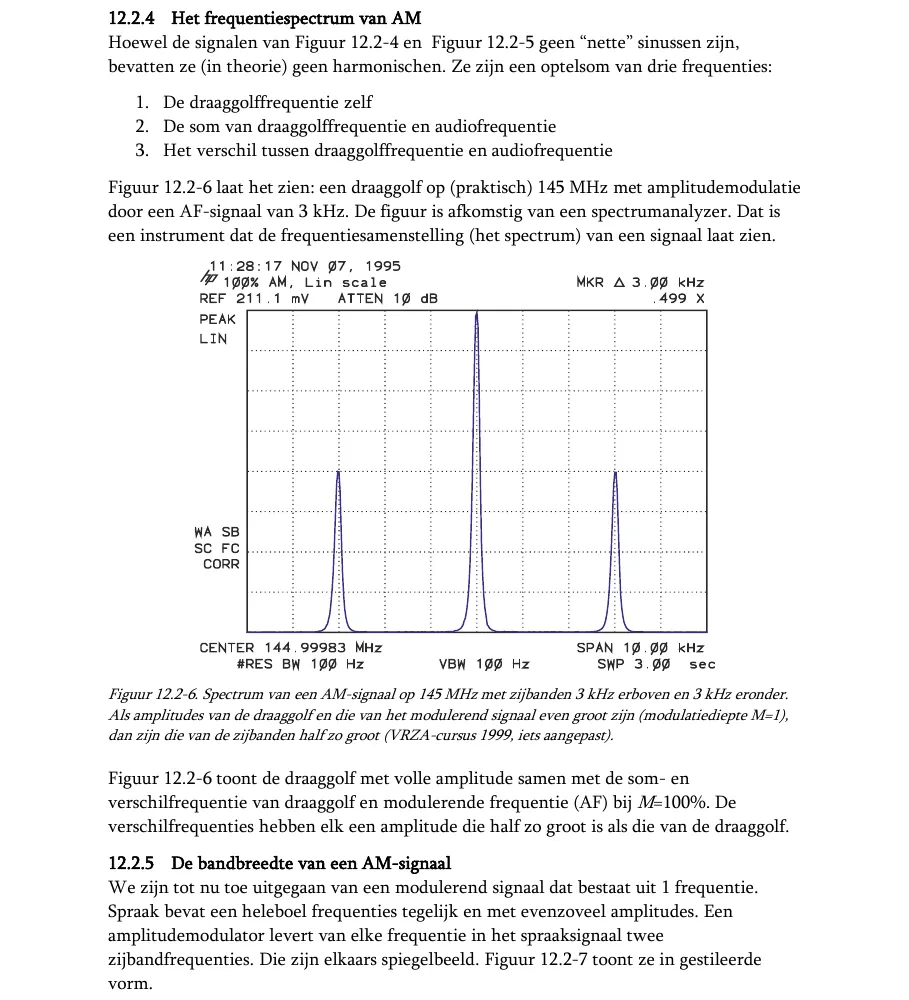 12.2.4 Het frequentiespectrum van AM
Hoewel de signalen van Figuur 12.2-4 en Figuur 12.2-5 geen “nette” sinussen zijn,
bevatten ze (in theorie) geen harmonischen. Ze zijn een optelsom van drie frequenties:
1. De draaggolffrequentie zelf
2. De som van draaggolffrequentie en audiofrequentie
3. Het verschil tussen draaggolffrequentie en audiofrequentie
Figuur 12.2-6 laat het zien: een draaggolf op (praktisch) 145 MHz met amplitudemodulatie
door een AF-signaal van 3 kHz. De figuur is afkomstig van een spectrumanalyzer. Dat is
een instrument dat de frequentiesamenstelling (het spectrum) van een signaal laat zien.
11:28:17 NOV 07, 1995
hp 100% AM, Lin scale MKR Δ 3.00 kHz
REF 211.1 mV ATTEN 10 dB .499 X
PEAK
LIN
WA SB
SC FC
CORR
CENTER 144.99983 MHz SPAN 10.00 kHz
#RES BW 100 Hz VBW 100 Hz SWP 3.00 sec
Figuur 12.2-6. Spectrum van een AM-signaal op 145 MHz met zijbanden 3 kHz erboven en 3 kHz eronder.
Als amplitudes van de draaggolf en die van het modulerend signaal even groot zijn (modulatiediepte M=1),
dan zijn die van de zijbanden half zo groot (VRZA-cursus 1999, iets aangepast).
Figuur 12.2-6 toont de draaggolf met volle amplitude samen met de som- en
verschilfrequentie van draaggolf en modulerende frequentie (AF) bij M=100%. De
verschilfrequenties hebben elk een amplitude die half zo groot is als die van de draaggolf.
12.2.5 De bandbreedte van een AM-signaal
We zijn tot nu toe uitgegaan van een modulerend signaal dat bestaat uit 1 frequentie.
Spraak bevat een heleboel frequenties tegelijk en met evenzoveel amplitudes. Een
amplitudemodulator levert van elke frequentie in het spraaksignaal twee
zijbandfrequenties. Die zijn elkaars spiegelbeeld. Figuur 12.2-7 toont ze in gestileerde
vorm.